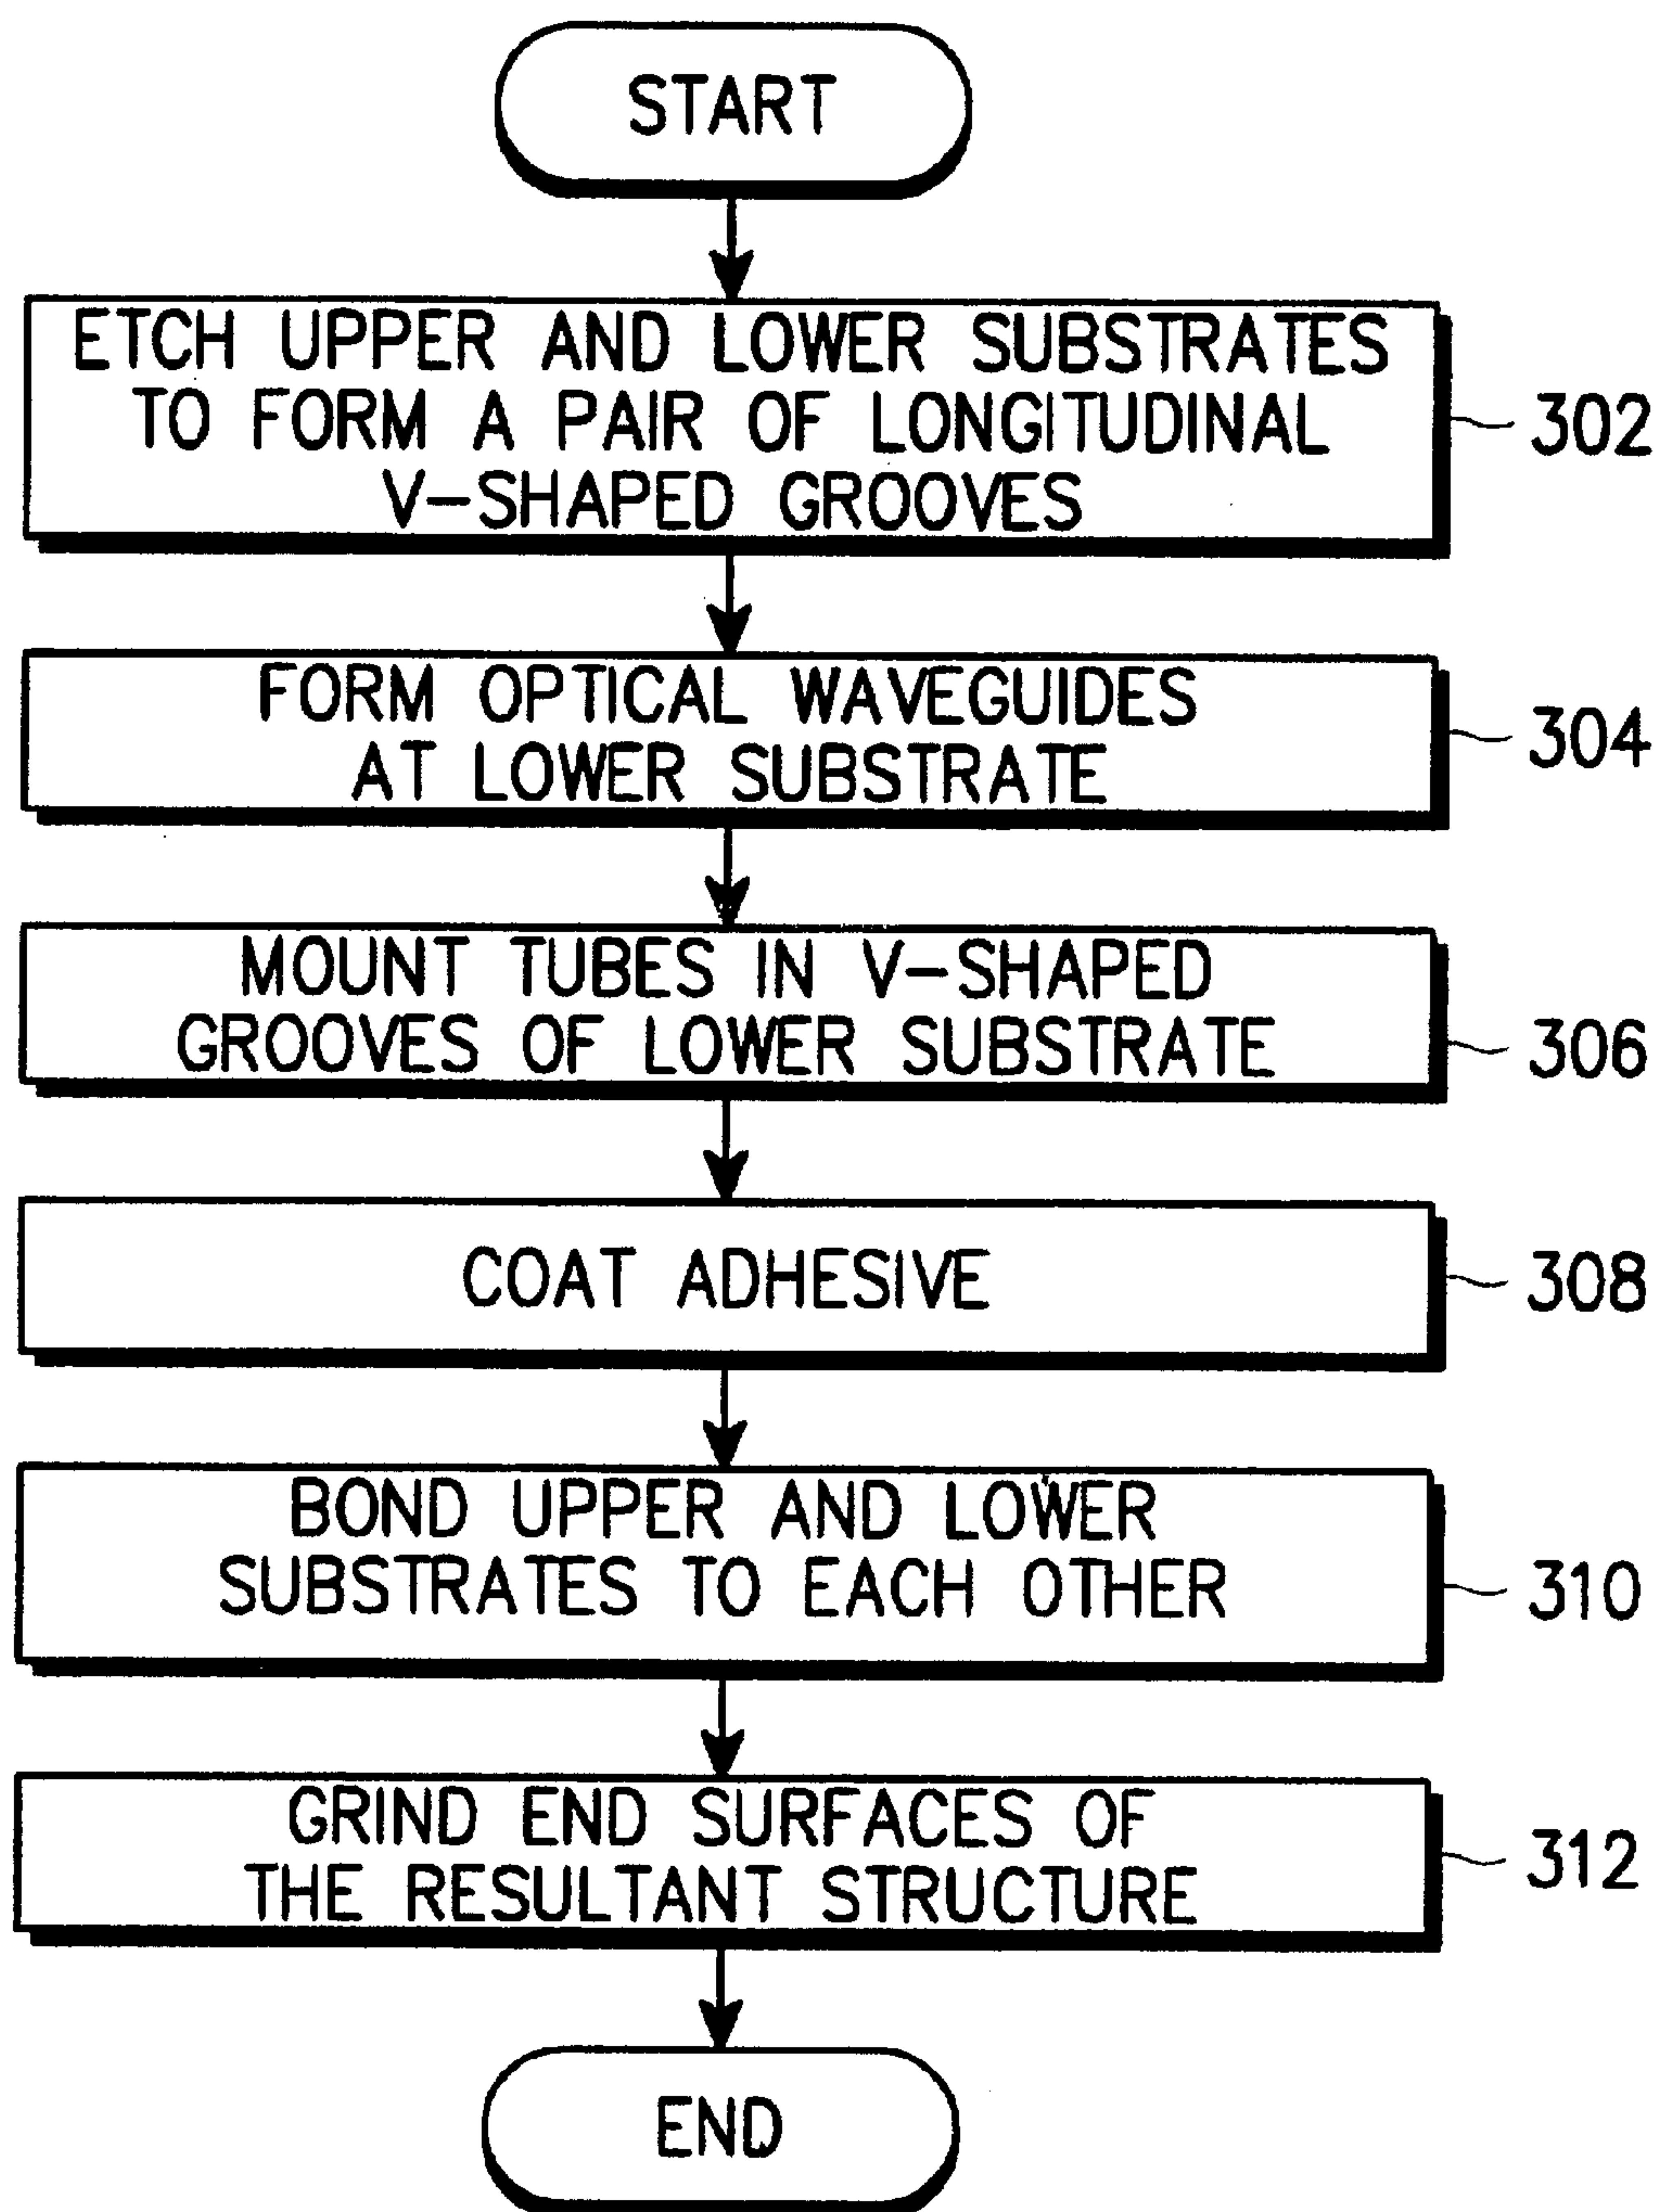 START
ETCH UPPER AND LOWER SUBSTRATES
TO FORM A PAIR OF LONGITUDINAL
V-SHAPED GROOVES
302
FORM OPTICAL WAVEGUIDES
AT LOWER SUBSTRATE
304
MOUNT TUBES IN V-SHAPED
GROOVES OF LOWER SUBSTRATE
306
COAT ADHESIVE
308
BOND UPPER AND LOWER
SUBSTRATES TO EACH OTHER
310
GRIND END SURFACES OF
THE RESULTANT STRUCTURE
312
END